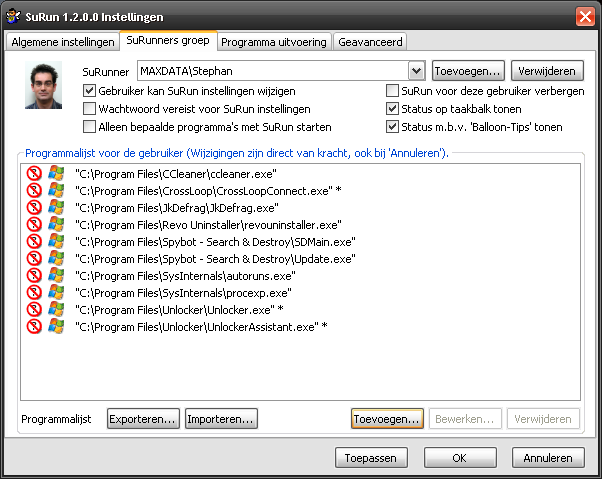 SuRun 1.2.0.0 Instellingen
Algemene instellingen SuRunners groep Programma uitvoering Geavanceerd
SuRunner MAXDATA\Stephan Toevoegen... Verwijderen
Gebruiker kan SuRun instellingen wijzigen SuRun voor deze gebruiker verbergen
Wachtwoord vereist voor SuRun instellingen Status op taakbalk tonen
Alleen bepaalde programma's met SuRun starten Status m.b.v. 'Balloon-Tips' tonen
Programmalijst voor de gebruiker (Wijzigingen zijn direct van kracht, ook bij 'Annuleren').
"C:\Program Files\CCleaner\ccleaner.exe"
"C:\Program Files\CrossLoop\CrossLoopConnect.exe" *
"C:\Program Files\JkDefrag\JkDefrag.exe"
"C:\Program Files\Revo Uninstaller\revouninstaller.exe"
"C:\Program Files\Spybot - Search & Destroy\SDMain.exe"
"C:\Program Files\Spybot - Search & Destroy\Update.exe"
"C:\Program Files\SysInternals\autoruns.exe"
"C:\Program Files\SysInternals\procexp.exe"
"C:\Program Files\Unlocker\Unlocker.exe" *
"C:\Program Files\Unlocker\UnlockerAssistant.exe" *
Programmalijst Exporteren... Importeren... Toevoegen... Bewerken... Verwijderen
Toepassen OK Annuleren